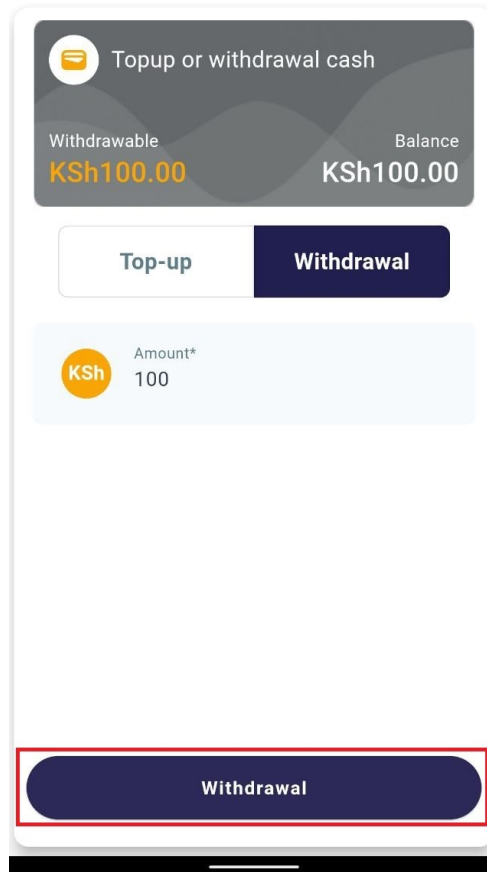 Topup or withdrawal cash
Withdrawable Balance
KSh100.00 KSh100.00
Top-up Withdrawal
Amount*
KSh 100
Withdrawal